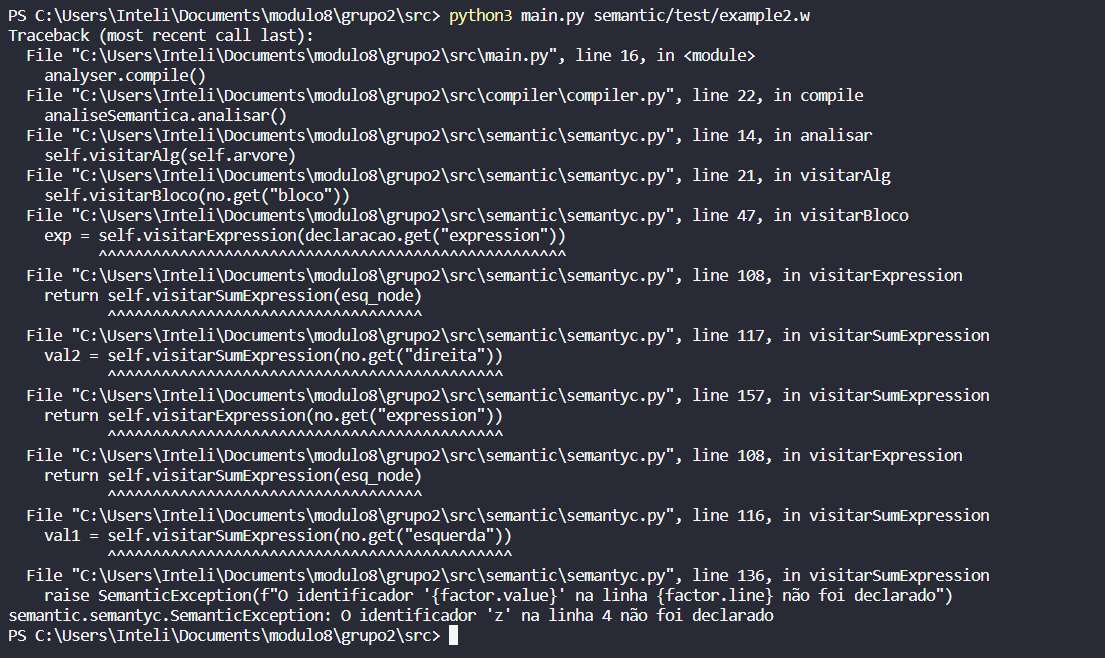 PS C:\Users\Inteli\Documents\modulo8\grupo2\src> python3 main.py semantic/test/example2.w
Traceback (most recent call last):
  File "C:\Users\Inteli\Documents\modulo8\grupo2\src\main.py", line 16, in <module>
    analyser.compile()
  File "C:\Users\Inteli\Documents\modulo8\grupo2\src\compiler\compiler.py", line 22, in compile
    analiseSemantica.analisar()
  File "C:\Users\Inteli\Documents\modulo8\grupo2\src\semantic\semantyc.py", line 14, in analisar
    self.visitarAlg(self.arvore)
  File "C:\Users\Inteli\Documents\modulo8\grupo2\src\semantic\semantyc.py", line 21, in visitarAlg
    self.visitarBloco(no.get("bloco"))
  File "C:\Users\Inteli\Documents\modulo8\grupo2\src\semantic\semantyc.py", line 47, in visitarBloco
    exp = self.visitarExpression(declaracao.get("expression"))
          ^^^^^^^^^^^^^^^^^^^^^^^^^^^^^^^^^^^^^^^^^^^^^^^^^^^^
  File "C:\Users\Inteli\Documents\modulo8\grupo2\src\semantic\semantyc.py", line 108, in visitarExpression
    return self.visitarSumExpression(esq_node)
           ^^^^^^^^^^^^^^^^^^^^^^^^^^^^^^^^^^^
  File "C:\Users\Inteli\Documents\modulo8\grupo2\src\semantic\semantyc.py", line 117, in visitarSumExpression
    val2 = self.visitarSumExpression(no.get("direita"))
           ^^^^^^^^^^^^^^^^^^^^^^^^^^^^^^^^^^^^^^^^^^^^
  File "C:\Users\Inteli\Documents\modulo8\grupo2\src\semantic\semantyc.py", line 157, in visitarSumExpression
    return self.visitarExpression(no.get("expression"))
           ^^^^^^^^^^^^^^^^^^^^^^^^^^^^^^^^^^^^^^^^^^^^
  File "C:\Users\Inteli\Documents\modulo8\grupo2\src\semantic\semantyc.py", line 108, in visitarExpression
    return self.visitarSumExpression(esq_node)
           ^^^^^^^^^^^^^^^^^^^^^^^^^^^^^^^^^^^
  File "C:\Users\Inteli\Documents\modulo8\grupo2\src\semantic\semantyc.py", line 116, in visitarSumExpression
    val1 = self.visitarSumExpression(no.get("esquerda"))
           ^^^^^^^^^^^^^^^^^^^^^^^^^^^^^^^^^^^^^^^^^^^^^
  File "C:\Users\Inteli\Documents\modulo8\grupo2\src\semantic\semantyc.py", line 136, in visitarSumExpression
    raise SemanticException(f"O identificador '{factor.value}' na linha {factor.line} não foi declarado")
semantic.semantyc.SemanticException: O identificador 'z' na linha 4 não foi declarado
PS C:\Users\Inteli\Documents\modulo8\grupo2\src>